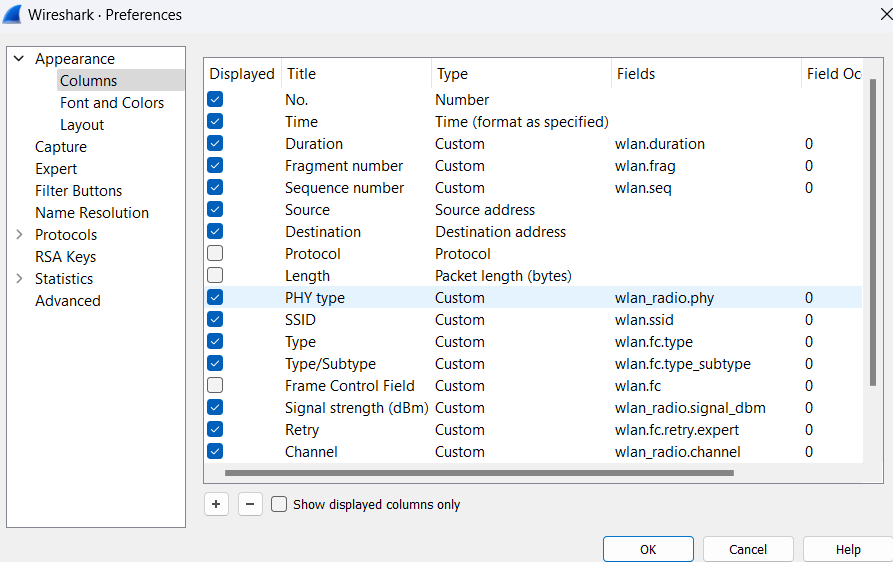 Wireshark · Preferences
Appearance
Columns
Font and Colors
Layout
Capture
Expert
Filter Buttons
Name Resolution
Protocols
RSA Keys
Statistics
Advanced
Displayed Title Type Fields Field Oc
No. Number
Time Time (format as specified)
Duration Custom wlan.duration 0
Fragment number Custom wlan.frag 0
Sequence number Custom wlan.seq 0
Source Source address
Destination Destination address
Protocol Protocol
Length Packet length (bytes)
PHY type Custom wlan_radio.phy 0
SSID Custom wlan.ssid 0
Type Custom wlan.fc.type 0
Type/Subtype Custom wlan.fc.type_subtype 0
Frame Control Field Custom wlan.fc 0
Signal strength (dBm) Custom wlan_radio.signal_dbm 0
Retry Custom wlan.fc.retry.expert 0
Channel Custom wlan_radio.channel 0
Show displayed columns only
OK Cancel Help